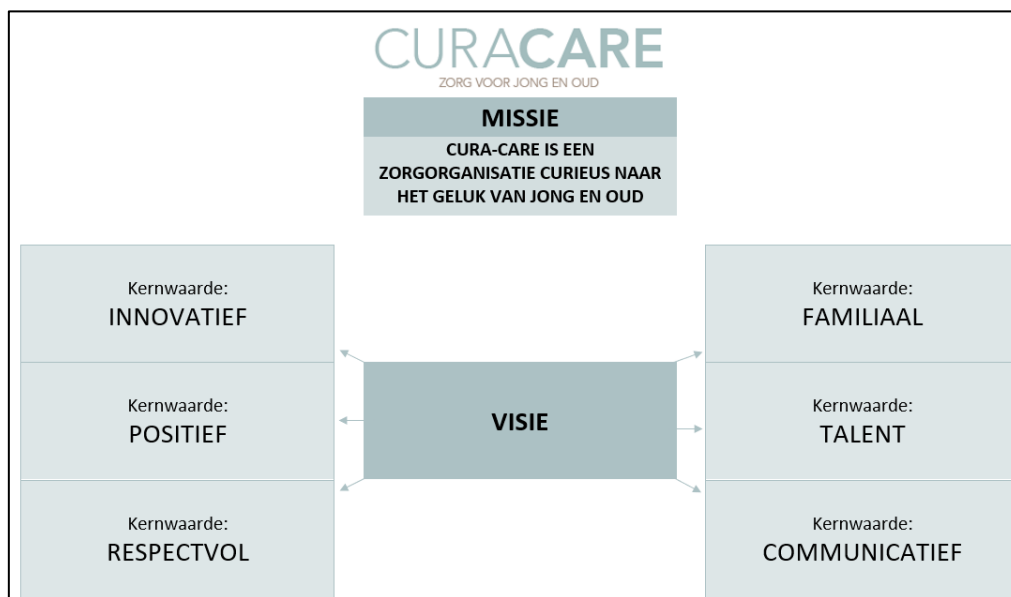 CURACARE
ZORG VOOR JONG EN OUD
MISSIE
CURA-CARE IS EEN
ZORGORGANISATIE CURIEUS NAAR
HET GELUK VAN JONG EN OUD
Kernwaarde:
INNOVATIEF
Kernwaarde:
POSITIEF
Kernwaarde:
RESPECTVOL
VISIE
Kernwaarde:
FAMILIAAL
Kernwaarde:
TALENT
Kernwaarde:
COMMUNICATIEF